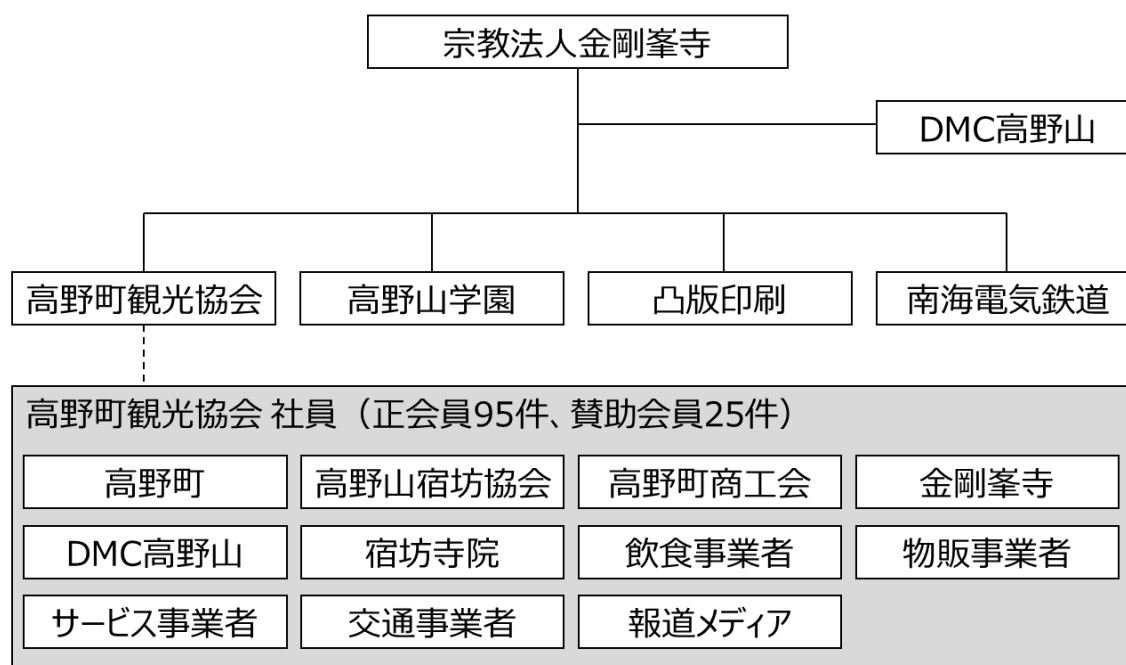 宗教法人金剛峯寺
DMC高野山
高野町観光協会
高野山学園
凸版印刷
南海電気鉄道
高野町観光協会 社員（正会員95件、賛助会員25件）
高野町
高野山宿坊協会
高野町商工会
金剛峯寺
DMC高野山
宿坊寺院
飲食事業者
物販事業者
サービス事業者
交通事業者
報道メディア